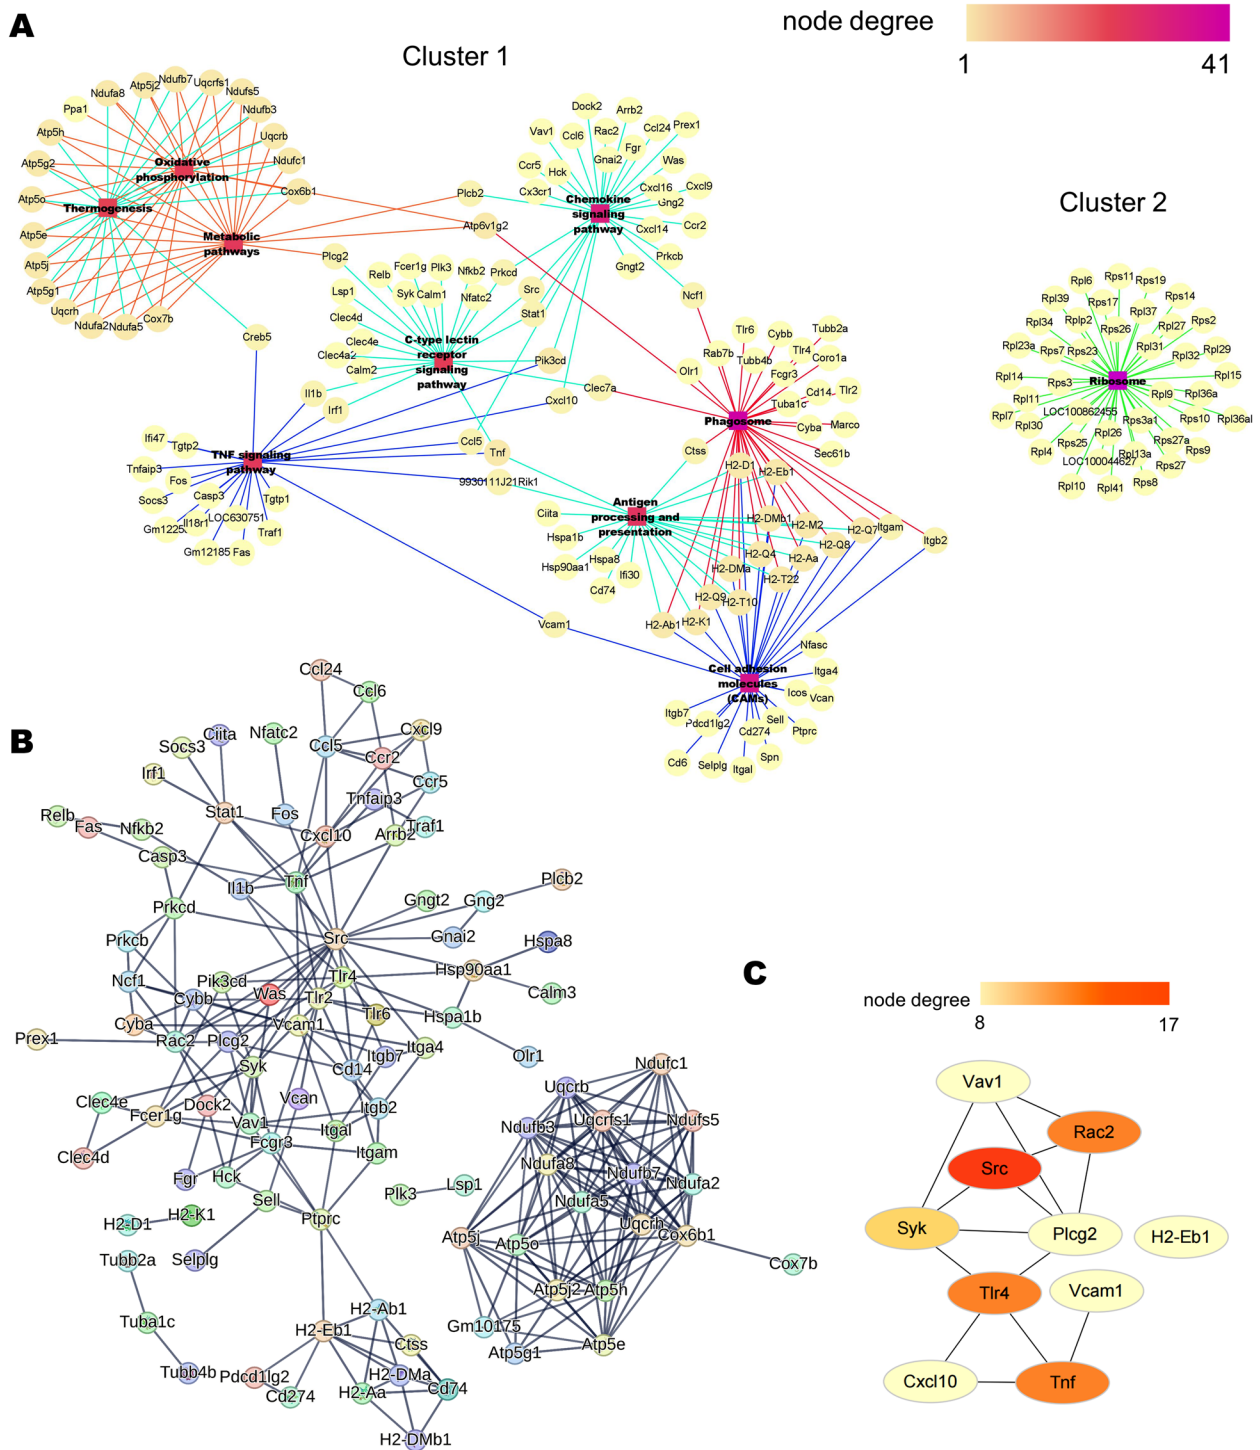 A
node degree
1
41
Cluster 1
Cluster 2
Ndufa8
Atp5j2
Ndufb7
Uqcrfs1
Ndufs5
Ndufb3
Ppa1
Atp5h
Uqcrb
Atp5g2
Ndufc1
Oxidative
phosphorylation
Atp5o
Cox6b1
Thermogenesis
Atp5e
Metabolic
pathways
Atp5j
Atp5g1
Uqcrh
Ndufa2
Ndufa5
Cox7b
Plcb2
Atp6v1g2
Plcg2
Creb5
Dock2
Arrb2
Vav1
Ccl6
Rac2
Ccl24
Prex1
Fgr
Gnai2
Was
Ccr5
Hck
Cx3cr1
Cxcl16
Cxcl9
Gng2
Chemokine
signaling
pathway
Cxcl14
Ccr2
Prkcb
Gngt2
Ncf1
Relb
Fcer1g
Plk3
Nfkb2
Prkcd
Lsp1
Syk
Calm1
Nfatc2
Src
Stat1
Clec4d
Clec4e
Clec4a2
Calm2
C-type lectin
receptor
signaling
pathway
Pik3cd
Clec7a
Cxcl10
Il1b
Irf1
Ccl5
Tnf
9930111J21Rik1
TNF signaling
pathway
Ifi47
Tgtp2
Tnfaip3
Fos
Socs3
Casp3
Tgtp1
Il18r1
LOC630751
Traf1
Gm12185
Fas
Tlr6
Cybb
Tubb2a
Rab7b
Tubb4b
Tlr4
Coro1a
Olr1
Fcgr3
Cd14
Tlr2
Tuba1c
Phagosome
Cyba
Marco
Sec61b
Ctss
H2-D1
H2-Eb1
Antigen
processing and
presentation
Ciita
Hspa1b
Hsp90aa1
Hspa8
Ifi30
Cd74
H2-DMb1
H2-M2
H2-Q7
Itgam
H2-Q8
Itgb2
H2-Q4
H2-Aa
H2-DMa
H2-T22
H2-Q9
H2-T10
H2-Ab1
H2-K1
Vcam1
Cell adhesion
molecules
(CAMs)
Nfasc
Itga4
Icos
Vcan
Itgb7
Pdcd1lg2
Cd274
Sell
Ptprc
Cd6
Selplg
Itgal
Spn
Rpl6
Rps11
Rps19
Rpl39
Rps17
Rpl37
Rps14
Rpl34
Rplp2
Rps26
Rpl27
Rps2
Rpl23a
Rps7
Rps23
Rpl31
Rpl32
Rpl29
Rpl14
Rps3
Ribosome
Rpl15
Rpl11
Rpl9
Rpl36a
Rpl7
LOC100862455
Rps3a1
Rps10
Rpl36al
Rpl30
Rpl26
Rpl4
Rps25
Rps27a
Rps9
LOC100044627
Rpl13a
Rps27
Rpl10
Rpl41
Rps8
B
Ccl24
Ccl6
Ciita
Nfatc2
Cxcl9
Socs3
Ccl5
Ccr2
Irf1
Ccr5
Tnfaip3
Stat1
Fos
Relb
Fas
Nfkb2
Cxcl10
Arrb2
Traf1
Casp3
Il1b
Tnf
Plcb2
Prkcd
Gngt2
Gng2
Prkcb
Src
Gnai2
Hspa8
Ncf1
Pik3cd
Tlr4
Hsp90aa1
Cybb
Was
Tlr2
Calm3
Cyba
Vcam1
Tlr6
Hspa1b
Prex1
Rac2
Plcg2
Itgb7
Itga4
Olr1
Syk
Cd14
Clec4e
Dock2
Vcan
Itgb2
Fcer1g
Vav1
Itgal
Fcgr3
Itgam
Clec4d
Fgr
Hck
Plk3
Lsp1
Sell
H2-D1
H2-K1
Ptprc
Tubb2a
Selplg
Tuba1c
Tubb4b
H2-Ab1
H2-Eb1
Ctss
Pdcd1lg2
H2-DMa
Cd274
H2-Aa
Cd74
H2-DMb1
Ndufc1
Uqcrb
Uqcrfs1
Ndufs5
Ndufb3
Ndufa8
Ndufb7
Ndufa2
Ndufa5
Uqcrh
Atp5j
Atp5o
Cox6b1
Cox7b
Atp5j2
Atp5h
Gm10175
Atp5g1
Atp5e
C
node degree
8
17
Vav1
Rac2
Src
Syk
Plcg2
H2-Eb1
Tlr4
Vcam1
Cxcl10
Tnf